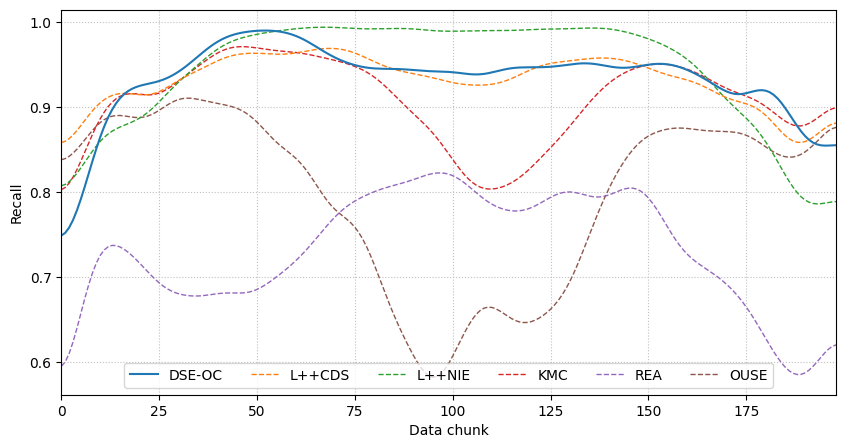 1.0
0.9
0.8
0.7
0.6
Recall
DSE-OC L++CDS L++NIE KMC REA OUSE
0 25 50 75 100 125 150 175
Data chunk